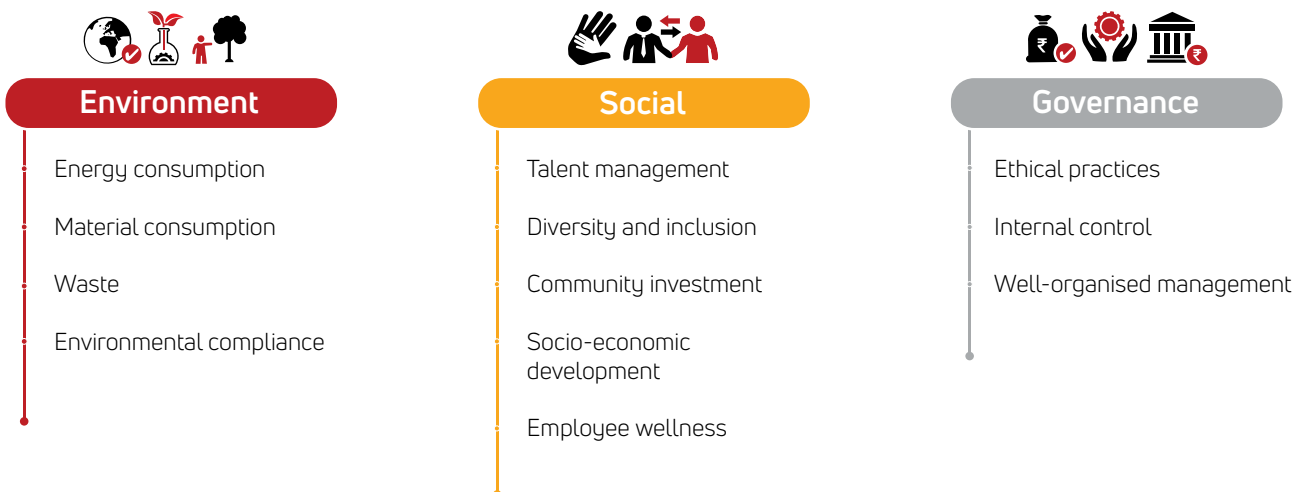 Environment
Energy consumption
Material consumption
Waste
Environmental compliance
Social
Talent management
Diversity and inclusion
Community investment
Socio-economic
development
Employee wellness
₹
₹
Governance
Ethical practices
Internal control
Well-organised management